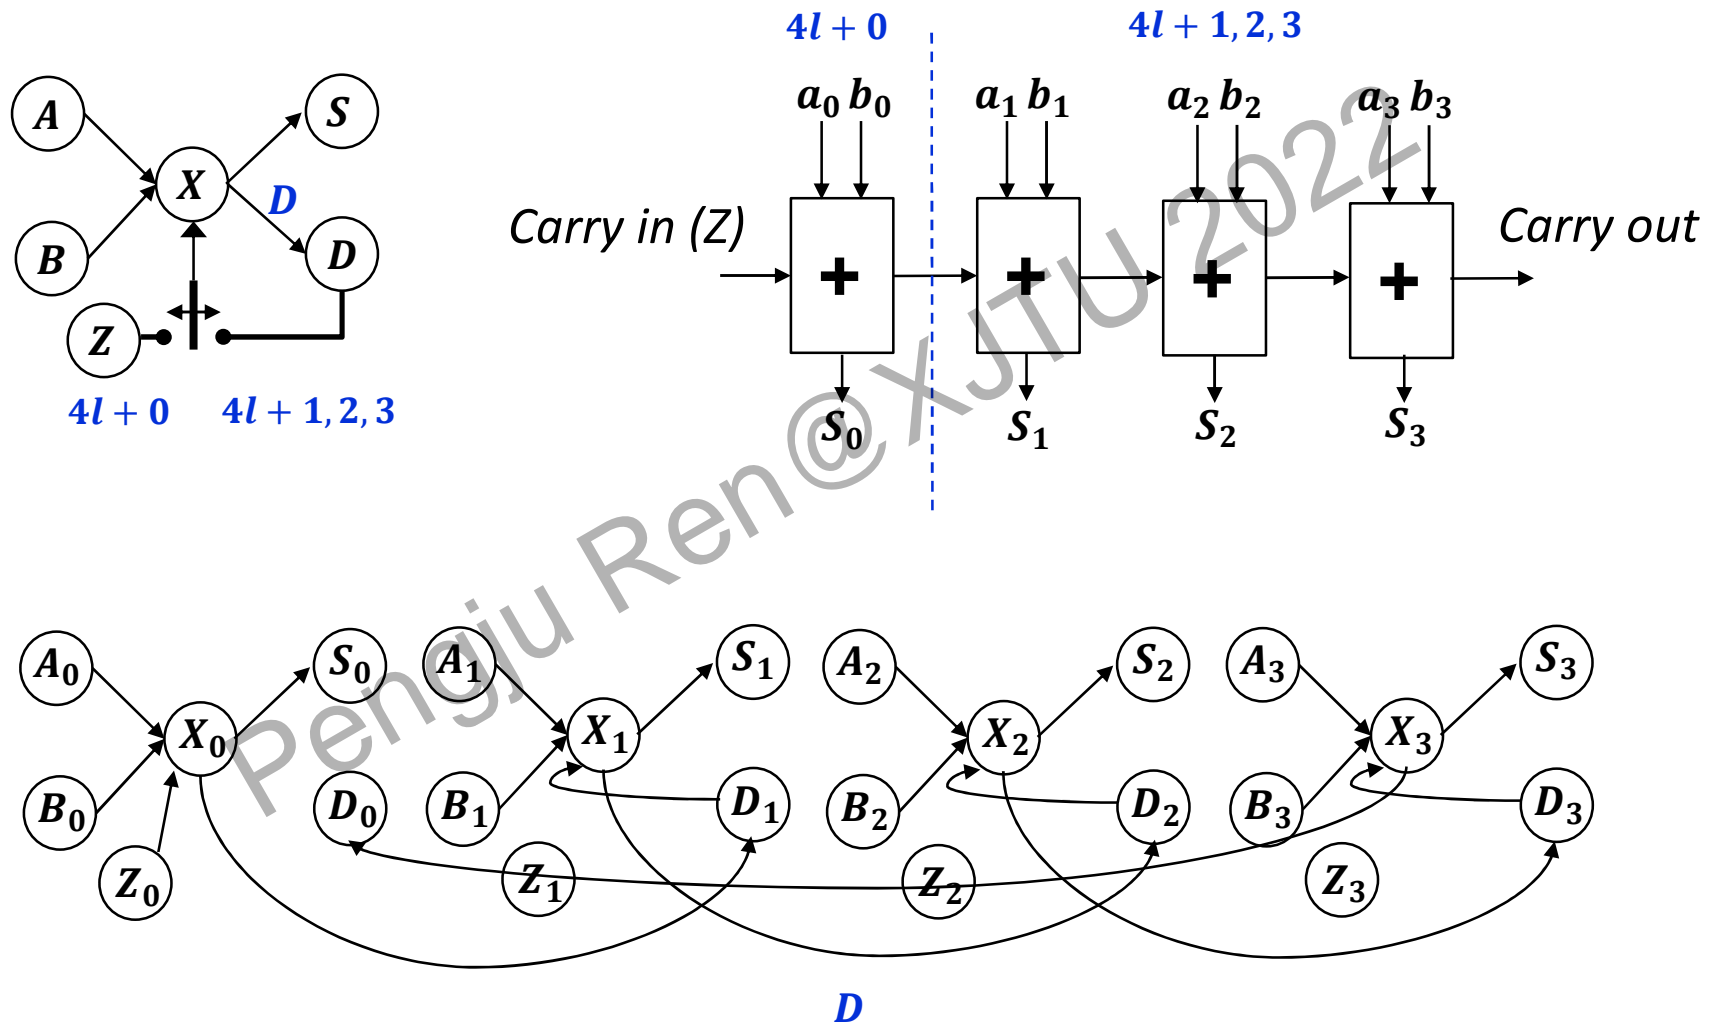 4l + 0
4l + 1, 2, 3
A
S
a0 b0
a1 b1
a2 b2
a3 b3
X
D
Carry in (Z)
Carry out
B
D
+
+
+
+
Z
4l + 0
4l + 1, 2, 3
S0
S1
S2
S3
Pengju Ren@XJTU 2022
A0
S0
A1
S1
A2
S2
A3
S3
X0
X1
X2
X3
B0
D0
B1
D1
B2
D2
B3
D3
Z0
Z1
Z2
Z3
D